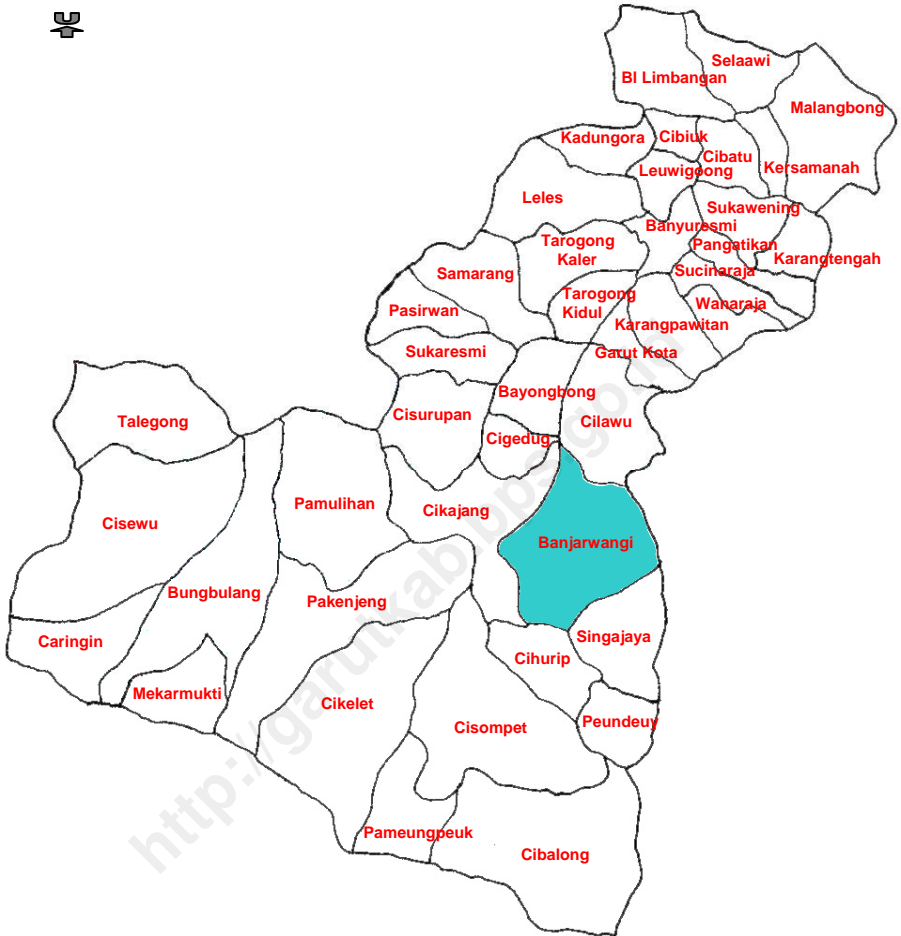 Selaawi
Bl Limbangan
Malangbong
Kadungora
Cibiuk
Cibatu
Leuwigoong
Kersamanah
Leles
Sukawening
Banyuresmi
Tarogong
Kaler
Pangatikan
Karangtengah
Samarang
Sucinaraja
Tarogong
Kidul
Wanaraja
Pasirwan
Karangpawitan
Sukaresmi
Garut Kota
Bayongbong
Cisurupan
Talegong
Cilawu
Cigedug
Pamulihan
Cikajang
Cisewu
Banjarwangi
Bungbulang
Pakenjeng
Caringin
Singajaya
Cihurip
Mekarmukti
Cikelet
Peundeuy
Cisompet
Pameungpeuk
Cibalong
http://garutkab.bps.go.id